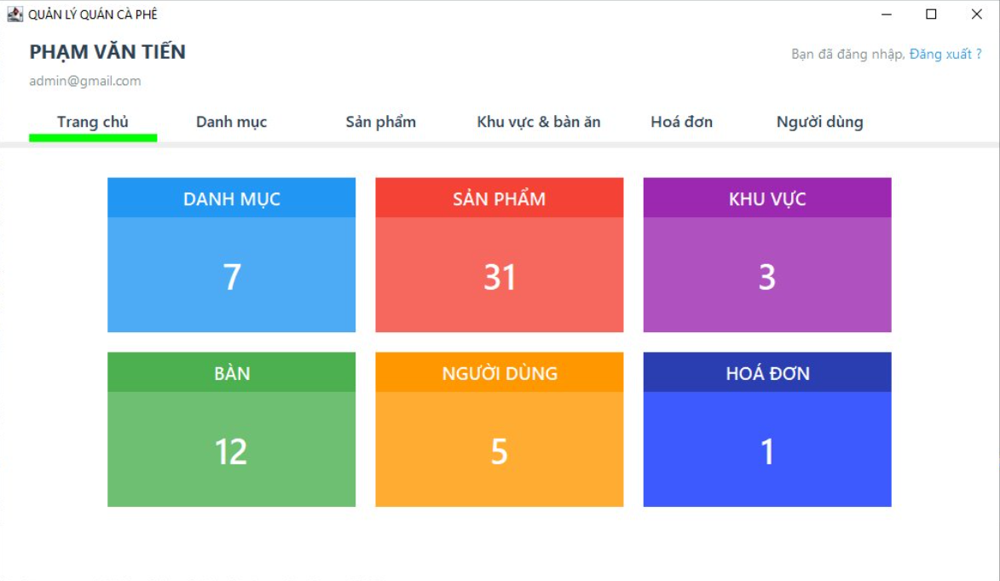 QUẢN LÝ QUÁN CÀ PHÊ
PHẠM VĂN TIẾN
Bạn đã đăng nhập, Đăng xuất ?
admin@gmail.com
Trang chủ Danh mục Sản phẩm Khu vực & bàn ăn Hoá đơn Người dùng
DANH MỤC SẢN PHẨM KHU VỰC
7 31 3
BÀN NGƯỜI DÙNG HOÁ ĐƠN
12 5 1